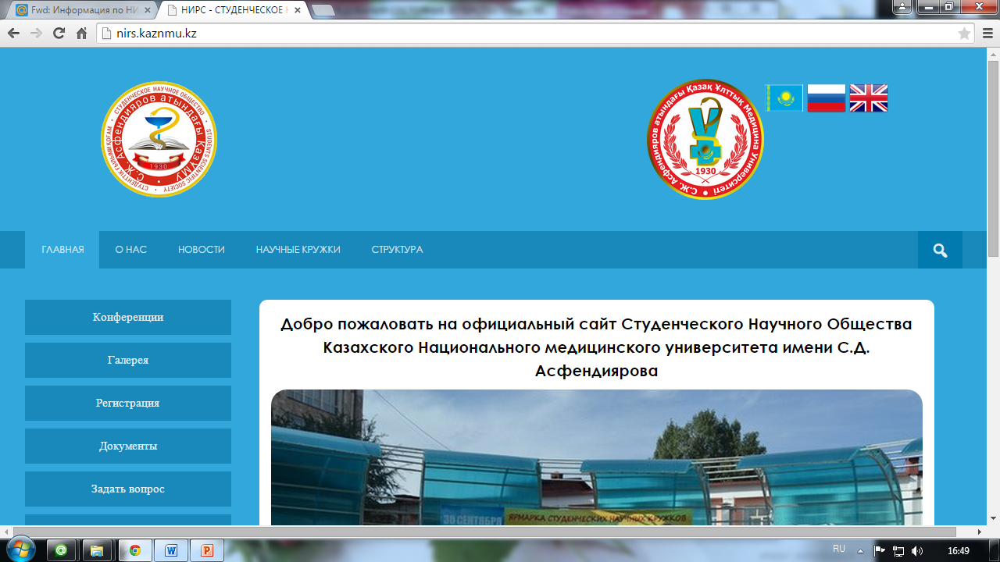 Fwd: Информация по НИ
НИРС - СТУДЕНЧЕСКОЕ Н
nirs.kaznmu.kz
СТУДЕНЧЕСКОЕ НАУЧНОЕ ОБЩЕСТВО • STUDENTS SCIENTIFIC SOCIETY • СТУДЕНТТІК ҒЫЛЫМИ ҚОҒАМ
С.Ж. Асфендияров атындағы ҚазҰМУ
1930
С.Ж. Асфендияров атындағы Қазақ Ұлттық Медицина Университеті
1930
ГЛАВНАЯ О НАС НОВОСТИ НАУЧНЫЕ КРУЖКИ СТРУКТУРА
Конференции
Галерея
Регистрация
Документы
Задать вопрос
Добро пожаловать на официальный сайт Студенческого Научного Общества
Казахского Национального медицинского университета имени С.Д.
Асфендиярова
30 СЕНТЯБРЯ
ЯРМАРКА СТУДЕНЧЕСКИХ НАУЧНЫХ КРУЖКОВ
RU 16:49